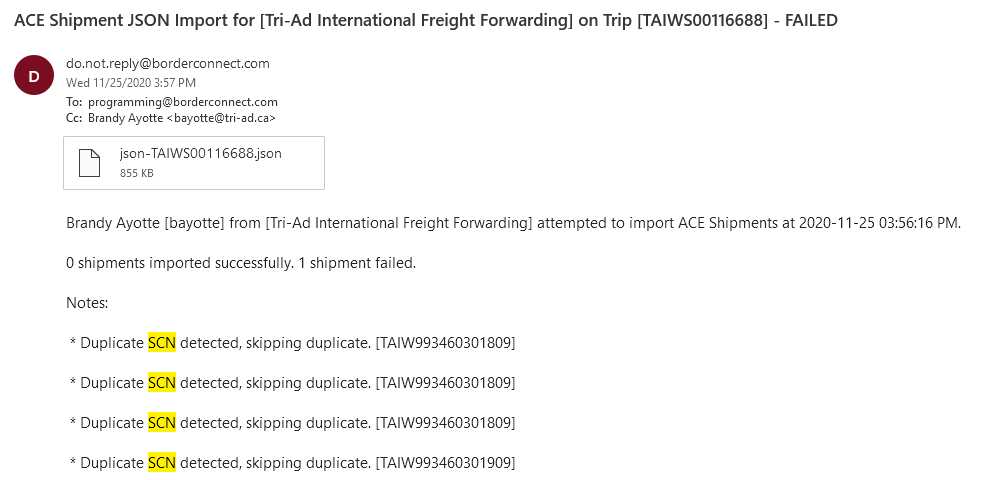 ACE Shipment JSON Import for [Tri-Ad International Freight Forwarding] on Trip [TAIWS00116688] - FAILED
D
do.not.reply@borderconnect.com
Wed 11/25/2020 3:57 PM
To: programming@borderconnect.com
Cc: Brandy Ayotte <bayotte@tri-ad.ca>
json-TAIWS00116688.json
855 KB
Brandy Ayotte [bayotte] from [Tri-Ad International Freight Forwarding] attempted to import ACE Shipments at 2020-11-25 03:56:16 PM.
0 shipments imported successfully. 1 shipment failed.
Notes:
* Duplicate SCN detected, skipping duplicate. [TAIW993460301809]
* Duplicate SCN detected, skipping duplicate. [TAIW993460301809]
* Duplicate SCN detected, skipping duplicate. [TAIW993460301809]
* Duplicate SCN detected, skipping duplicate. [TAIW993460301909]